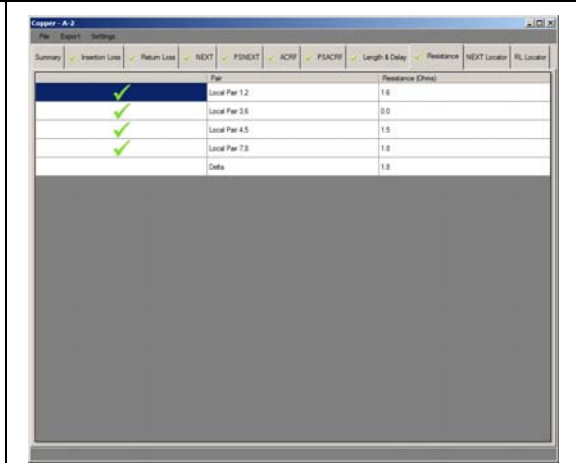 Copper - A-2
File Export Settings
Summary Insertion Loss Return Loss NEXT PSNEXT ACRF PSACRF Length & Delay Resistance NEXT Locator RL Locator
Pair Resistance (Ohms)
Local Pair 1,2 1.6
Local Pair 3,6 0.0
Local Pair 4,5 1.5
Local Pair 7,8 1.8
Delta 1.8